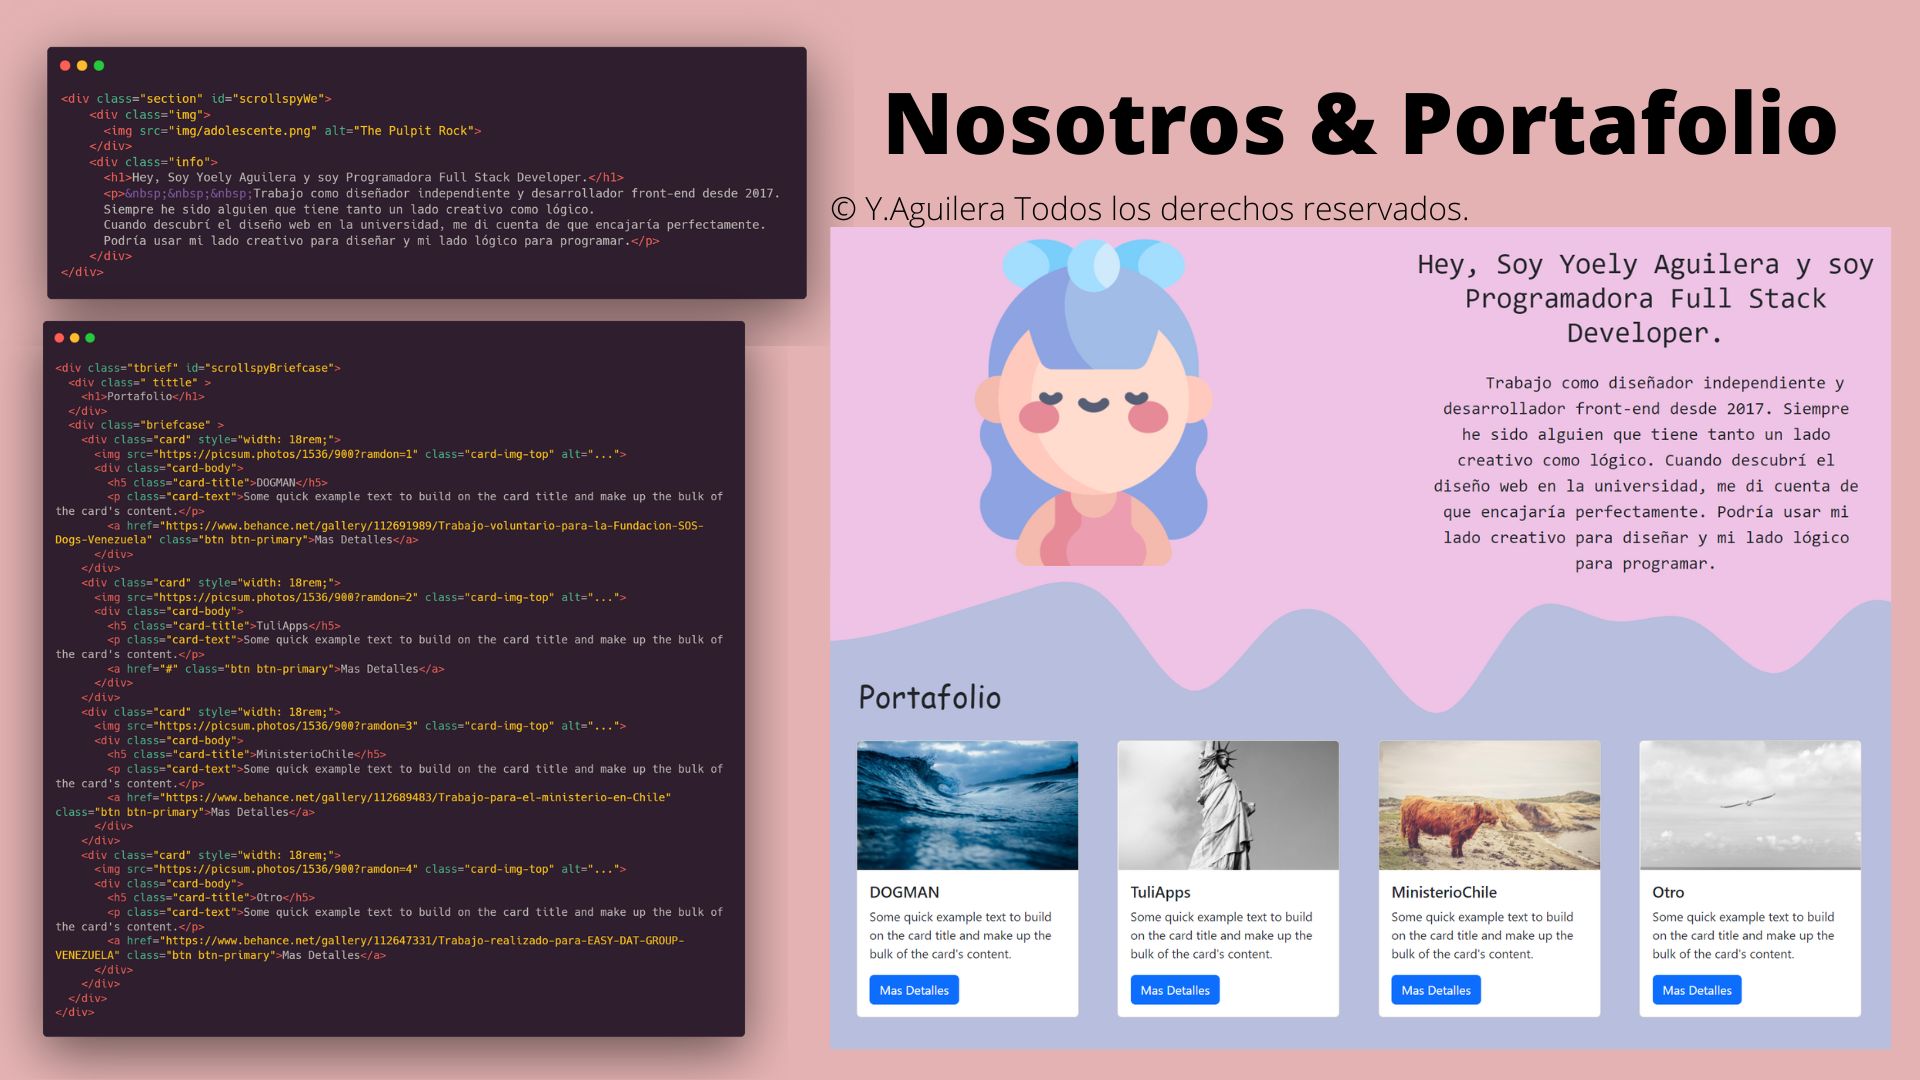 <div class="section" id="scrollspyWe">
<div class="img">
<img src="img/adolescente.png" alt="The Pulpit Rock">
</div>
<div class="info">
<h1>Hey, Soy Yoely Aguilera y soy Programadora Full Stack Developer.</h1>
<p>&nbsp;&nbsp;&nbsp;Trabajo como diseñador independiente y desarrollador front-end desde 2017.
Siempre he sido alguien que tiene tanto un lado creativo como lógico.
Cuando descubrí el diseño web en la universidad, me di cuenta de que encajaría perfectamente.
Podría usar mi lado creativo para diseñar y mi lado lógico para programar.</p>
</div>
</div>
<div class="tbrief" id="scrollspyBriefcase">
<div class=" tittle" >
<h1>Portafolio</h1>
</div>
<div class="briefcase" >
<div class="card" style="width: 18rem;">
<img src="https://picsum.photos/1536/900?ramdon=1" class="card-img-top" alt="...">
<div class="card-body">
<h5 class="card-title">DOGMAN</h5>
<p class="card-text">Some quick example text to build on the card title and make up the bulk of
the card's content.</p>
<a href="https://www.behance.net/gallery/112691989/Trabajo-voluntario-para-la-Fundacion-SOS-
Dogs-Venezuela" class="btn btn-primary">Mas Detalles</a>
</div>
</div>
<div class="card" style="width: 18rem;">
<img src="https://picsum.photos/1536/900?ramdon=2" class="card-img-top" alt="...">
<div class="card-body">
<h5 class="card-title">TuliApps</h5>
<p class="card-text">Some quick example text to build on the card title and make up the bulk of
the card's content.</p>
<a href="#" class="btn btn-primary">Mas Detalles</a>
</div>
</div>
<div class="card" style="width: 18rem;">
<img src="https://picsum.photos/1536/900?ramdon=3" class="card-img-top" alt="...">
<div class="card-body">
<h5 class="card-title">MinisterioChile</h5>
<p class="card-text">Some quick example text to build on the card title and make up the bulk of
the card's content.</p>
<a href="https://www.behance.net/gallery/112689483/Trabajo-para-el-ministerio-en-Chile"
class="btn btn-primary">Mas Detalles</a>
</div>
</div>
<div class="card" style="width: 18rem;">
<img src="https://picsum.photos/1536/900?ramdon=4" class="card-img-top" alt="...">
<div class="card-body">
<h5 class="card-title">Otro</h5>
<p class="card-text">Some quick example text to build on the card title and make up the bulk of
the card's content.</p>
<a href="https://www.behance.net/gallery/112647331/Trabajo-realizado-para-EASY-DAT-GROUP-
VENEZUELA" class="btn btn-primary">Mas Detalles</a>
</div>
</div>
</div>
</div>
Nosotros & Portafolio
© Y.Aguilera Todos los derechos reservados.
Hey, Soy Yoely Aguilera y soy
Programadora Full Stack
Developer.
Trabajo como diseñador independiente y
desarrollador front-end desde 2017. Siempre
he sido alguien que tiene tanto un lado
creativo como lógico. Cuando descubrí el
diseño web en la universidad, me di cuenta de
que encajaría perfectamente. Podría usar mi
lado creativo para diseñar y mi lado lógico
para programar.
Portafolio
DOGMAN
Some quick example text to build
on the card title and make up the
bulk of the card's content.
Mas Detalles
TuliApps
Some quick example text to build
on the card title and make up the
bulk of the card's content.
Mas Detalles
MinisterioChile
Some quick example text to build
on the card title and make up the
bulk of the card's content.
Mas Detalles
Otro
Some quick example text to build
on the card title and make up the
bulk of the card's content.
Mas Detalles